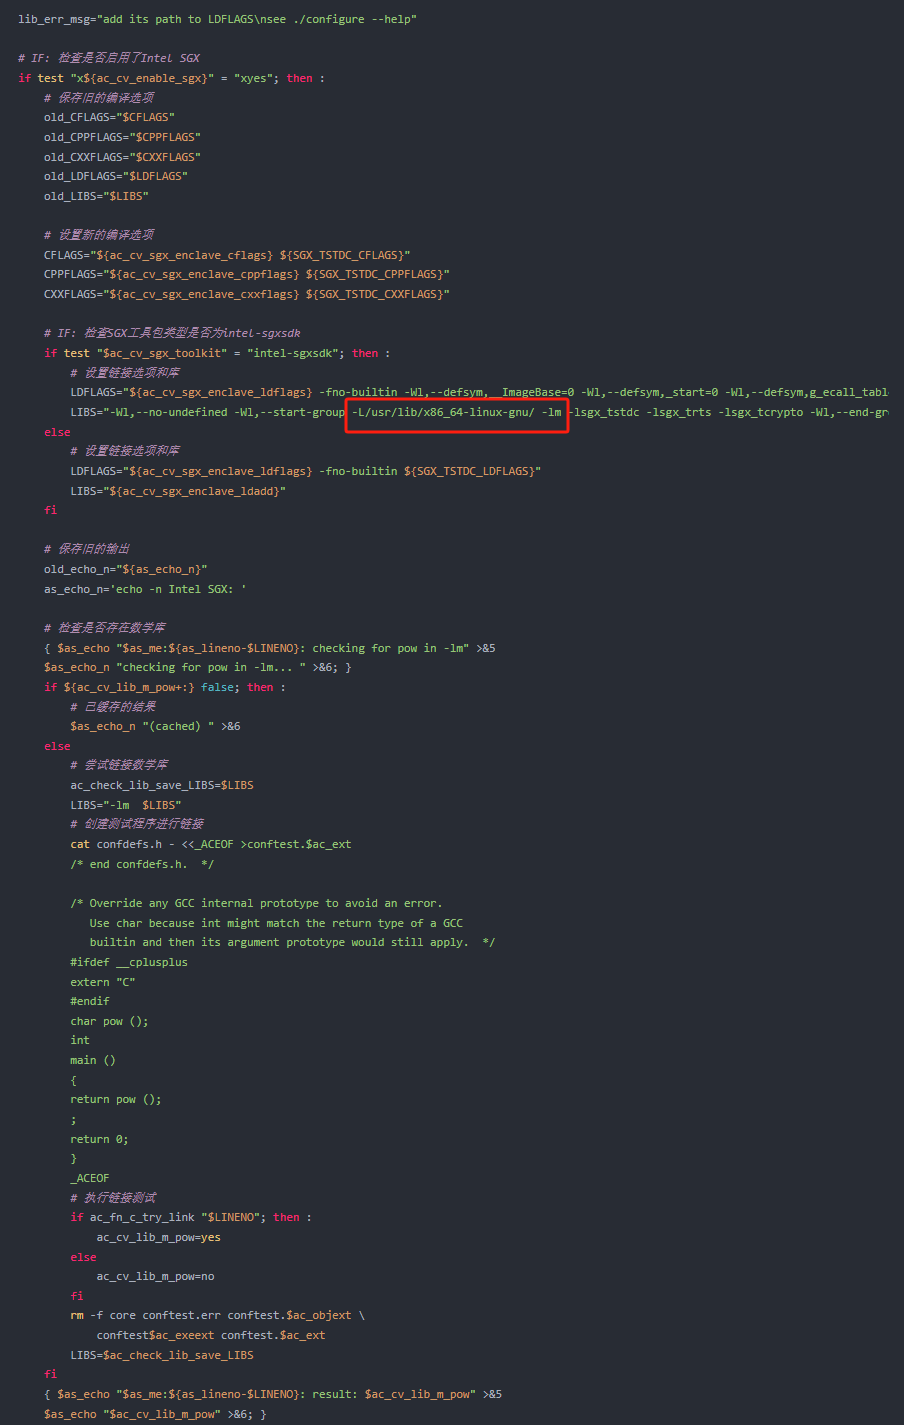 lib_err_msg="add its path to LDFLAGS\nsee ./configure --help"
# IF: 检查是否启用了Intel SGX
if test "x${ac_cv_enable_sgx}" = "xyes"; then :
# 保存旧的编译选项
old_CFLAGS="$CFLAGS"
old_CPPFLAGS="$CPPFLAGS"
old_CXXFLAGS="$CXXFLAGS"
old_LDFLAGS="$LDFLAGS"
old_LIBS="$LIBS"
# 设置新的编译选项
CFLAGS="${ac_cv_sgx_enclave_cflags} ${SGX_TSTDC_CFLAGS}"
CPPFLAGS="${ac_cv_sgx_enclave_cppflags} ${SGX_TSTDC_CPPFLAGS}"
CXXFLAGS="${ac_cv_sgx_enclave_cxxflags} ${SGX_TSTDC_CXXFLAGS}"
# IF: 检查SGX工具包类型是否为intel-sgxsdk
if test "$ac_cv_sgx_toolkit" = "intel-sgxsdk"; then :
# 设置链接选项和库
LDFLAGS="${ac_cv_sgx_enclave_ldflags} -fno-builtin -Wl,--defsym,__ImageBase=0 -Wl,--defsym,_start=0 -Wl,--defsym,g_ecall_tabl
LIBS="-Wl,--no-undefined -Wl,--start-group -L/usr/lib/x86_64-linux-gnu/ -lm -lsgx_tstdc -lsgx_trts -lsgx_tcrypto -Wl,--end-gr
else
# 设置链接选项和库
LDFLAGS="${ac_cv_sgx_enclave_ldflags} -fno-builtin ${SGX_TSTDC_LDFLAGS}"
LIBS="${ac_cv_sgx_enclave_ldadd}"
fi
# 保存旧的输出
old_echo_n="${as_echo_n}"
as_echo_n='echo -n Intel SGX: '
# 检查是否存在数学库
{ $as_echo "$as_me:${as_lineno-$LINENO}: checking for pow in -lm" >&5
$as_echo_n "checking for pow in -lm... " >&6; }
if ${ac_cv_lib_m_pow+:} false; then :
# 已缓存的结果
$as_echo_n "(cached) " >&6
else
# 尝试链接数学库
ac_check_lib_save_LIBS=$LIBS
LIBS="-lm  $LIBS"
# 创建测试程序进行链接
cat confdefs.h - <<_ACEOF >conftest.$ac_ext
/* end confdefs.h.  */
/* Override any GCC internal prototype to avoid an error.
Use char because int might match the return type of a GCC
builtin and then its argument prototype would still apply.  */
#ifdef __cplusplus
extern "C"
#endif
char pow ();
int
main ()
{
return pow ();
;
return 0;
}
_ACEOF
# 执行链接测试
if ac_fn_c_try_link "$LINENO"; then :
ac_cv_lib_m_pow=yes
else
ac_cv_lib_m_pow=no
fi
rm -f core conftest.err conftest.$ac_objext \
conftest$ac_exeext conftest.$ac_ext
LIBS=$ac_check_lib_save_LIBS
fi
{ $as_echo "$as_me:${as_lineno-$LINENO}: result: $ac_cv_lib_m_pow" >&5
$as_echo "$ac_cv_lib_m_pow" >&6; }